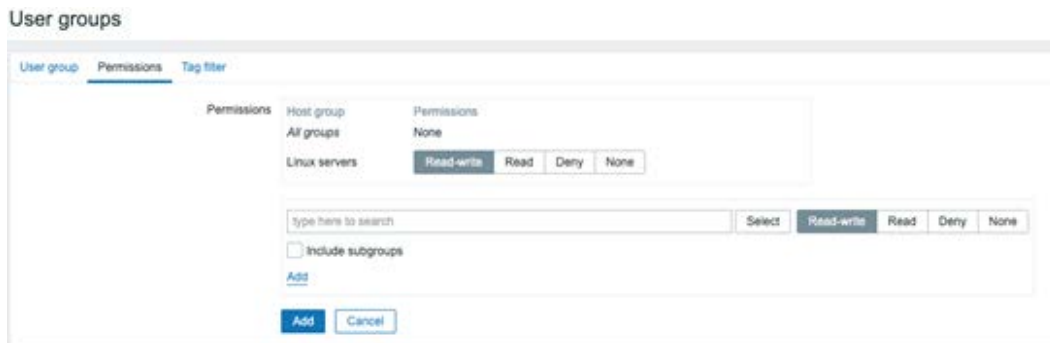 User groups
User group Permissions Tag filter
Permissions Host group Permissions
All groups None
Linux servers Read-write Read Deny None
type here to search Select Read-write Read Deny None
Include subgroups
Add
Add Cancel